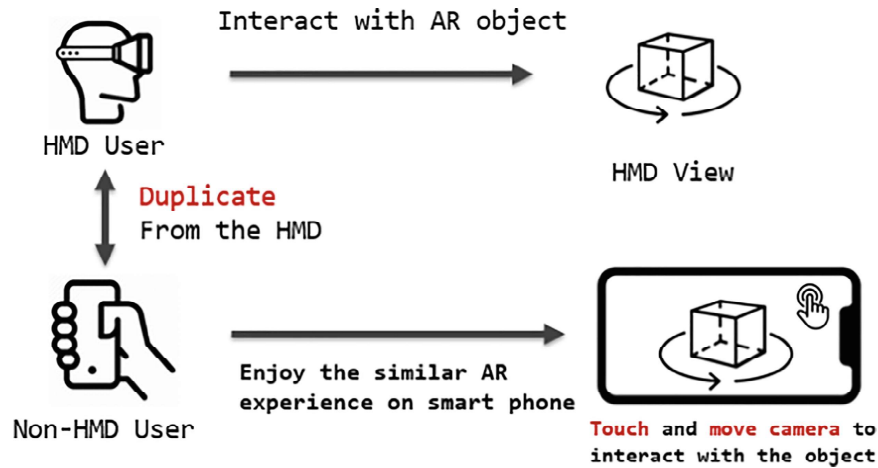 Interact with AR object
HMD User
HMD View
Duplicate
From the HMD
Enjoy the similar AR
experience on smart phone
Non-HMD User
Touch and move camera to
interact with the object